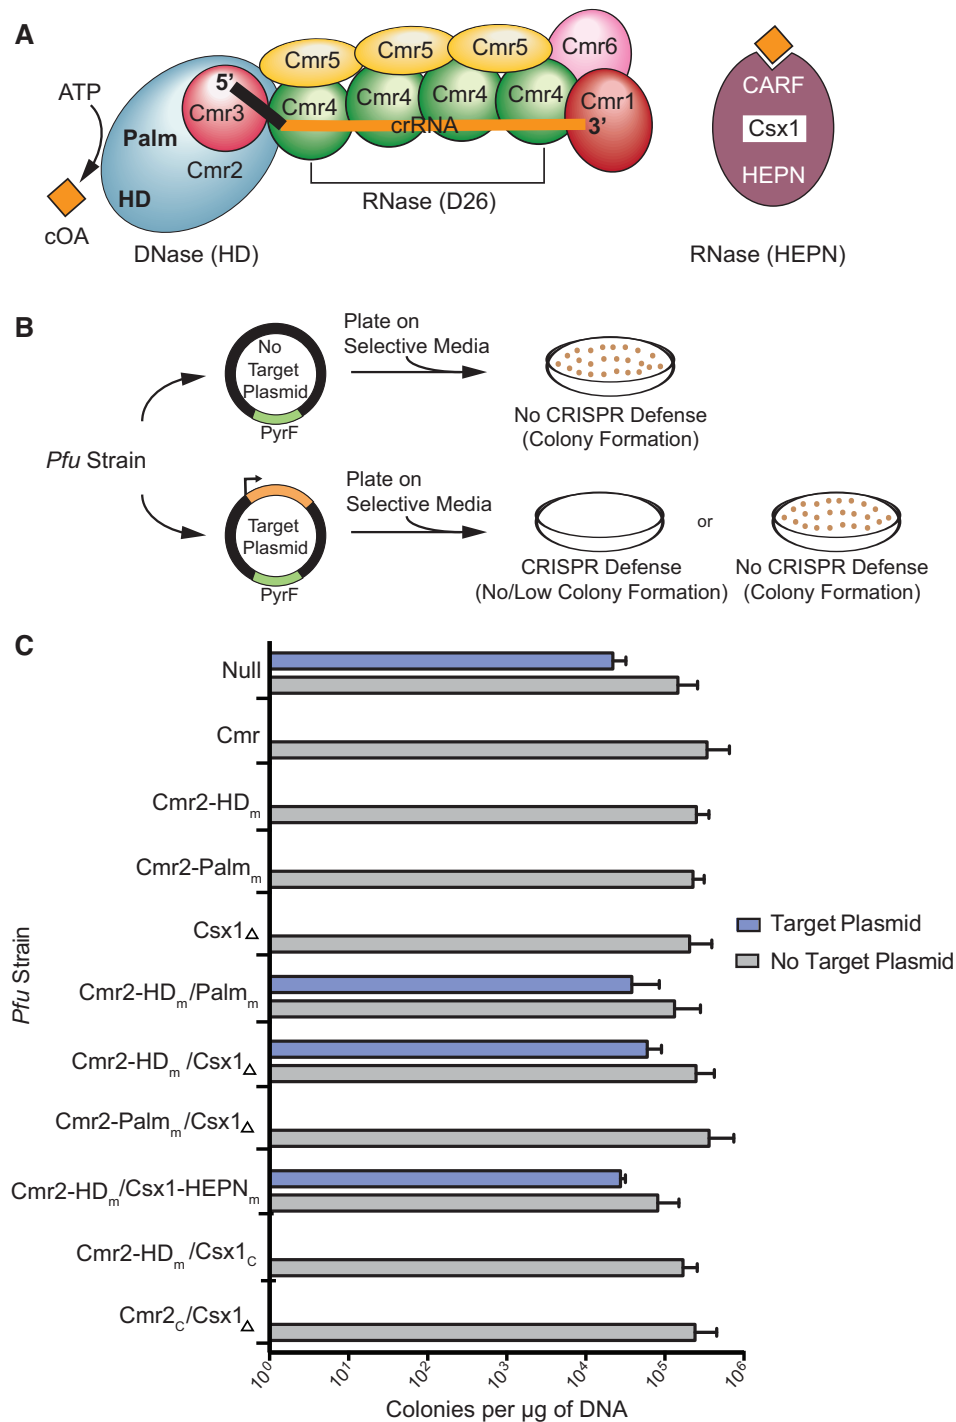 A
5'
Cmr3
Palm
Cmr2
HD
ATP
cOA
DNase (HD)
Cmr5
Cmr5
Cmr5
Cmr6
Cmr4
Cmr4
Cmr4
Cmr4
Cmr1
crRNA
3'
RNase (D26)
CARF
Csx1
HEPN
RNase (HEPN)
B
Pfu Strain
No
Target
Plasmid
PyrF
Plate on
Selective Media
No CRISPR Defense
(Colony Formation)
Target
Plasmid
PyrF
Plate on
Selective Media
CRISPR Defense
(No/Low Colony Formation)
or
No CRISPR Defense
(Colony Formation)
C
Pfu Strain
Null
Cmr
Cmr2-HDm
Cmr2-Palmm
Csx1Δ
Cmr2-HDm/Palmm
Cmr2-HDm/Csx1Δ
Cmr2-Palmm/Csx1Δ
Cmr2-HDm/Csx1-HEPNm
Cmr2-HDm/Csx1C
Cmr2C/Csx1Δ
Target Plasmid
No Target Plasmid
10⁰ 10¹ 10² 10³ 10⁴ 10⁵ 10⁶
Colonies per µg of DNA